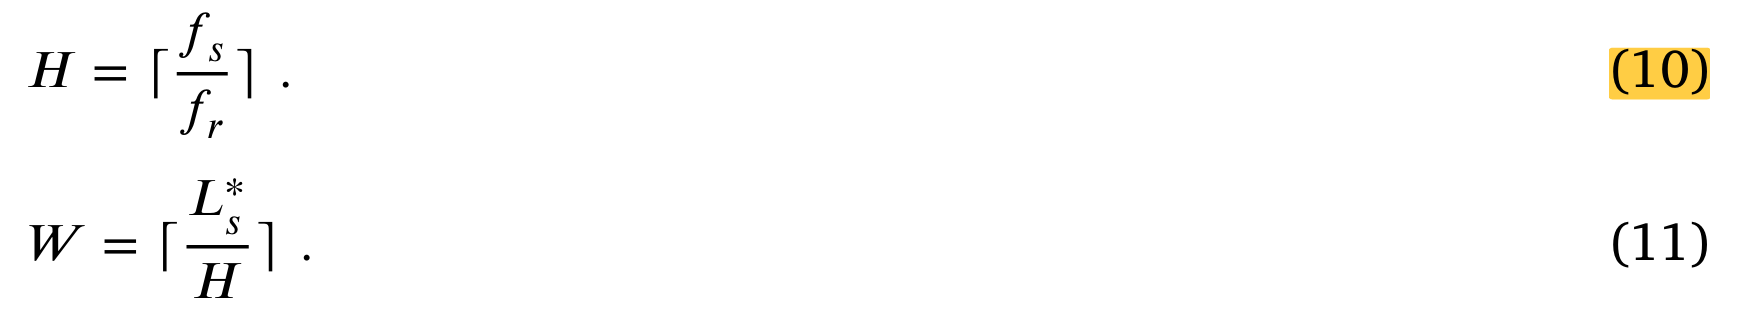 H = ⌈f_s/f_r⌉ . (10)
W = ⌈L_s^*/H⌉ . (11)